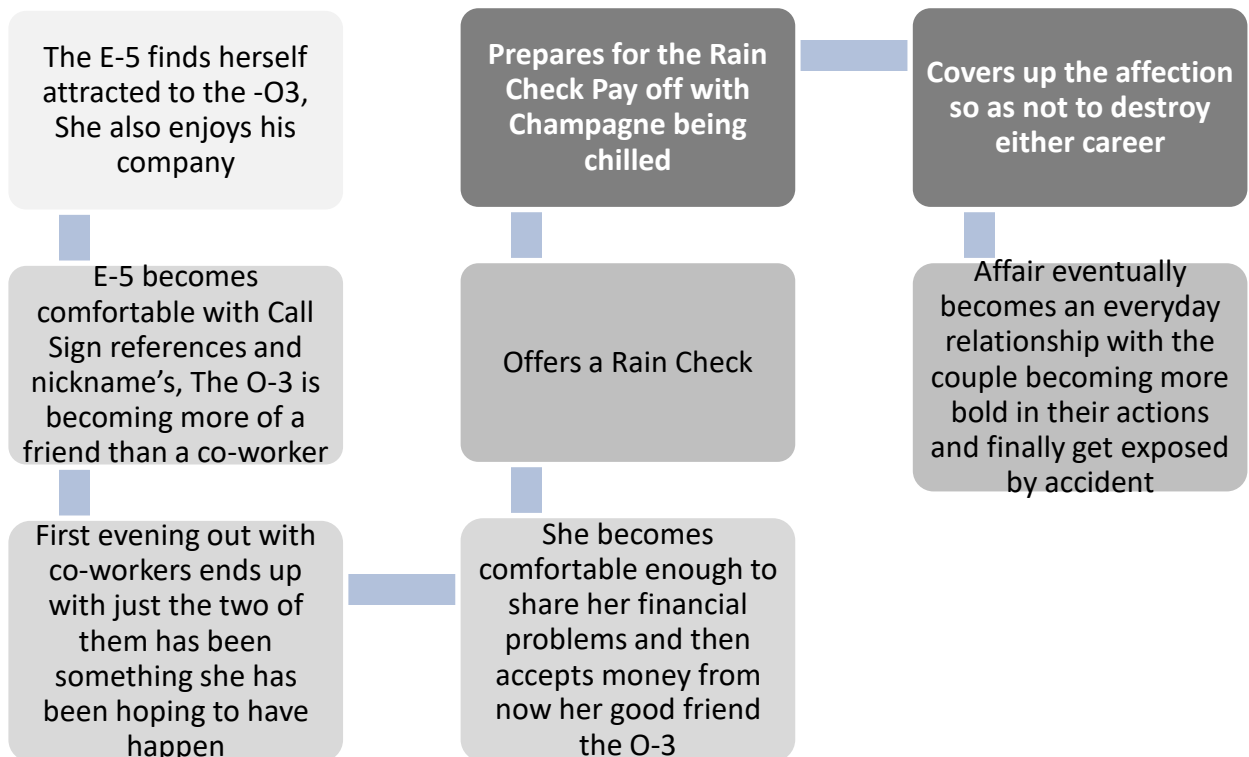 The E-5 finds herself
attracted to the -O3,
She also enjoys his
company
E-5 becomes
comfortable with Call
Sign references and
nickname’s, The O-3 is
becoming more of a
friend than a co-worker
First evening out with
co-workers ends up
with just the two of
them has been
something she has
been hoping to have
happen
She becomes
comfortable enough to
share her financial
problems and then
accepts money from
now her good friend
the O-3
Offers a Rain Check
Prepares for the Rain
Check Pay off with
Champagne being
chilled
Covers up the affection
so as not to destroy
either career
Affair eventually
becomes an everyday
relationship with the
couple becoming more
bold in their actions
and finally get exposed
by accident